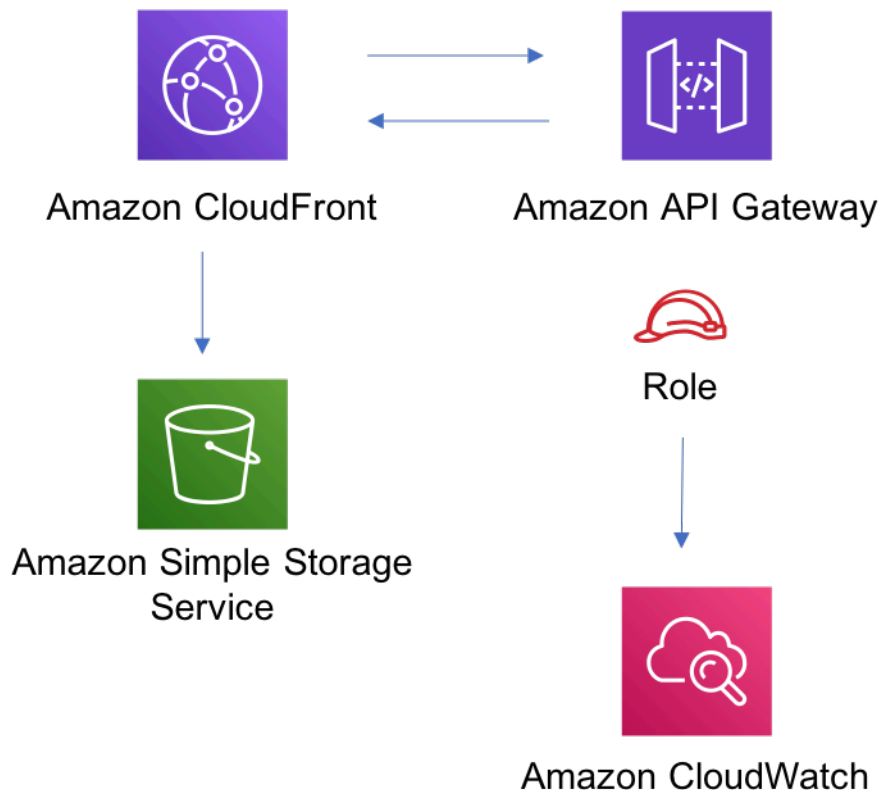 Amazon CloudFront
Amazon API Gateway
</>
Role
Amazon Simple Storage
Service
Amazon CloudWatch